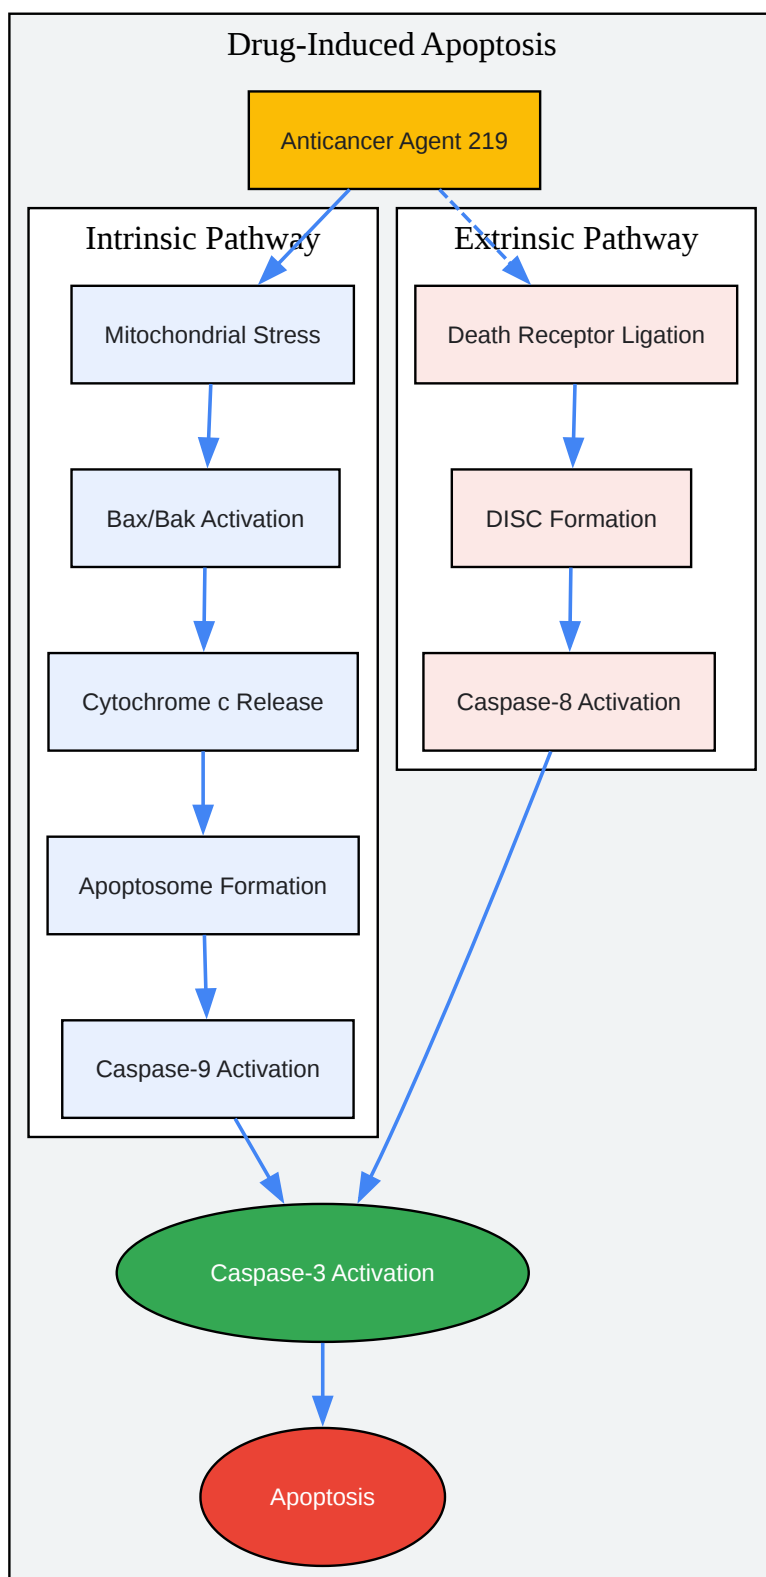 Drug-Induced Apoptosis
Anticancer Agent 219
Intrinsic Pathway
Extrinsic Pathway
Mitochondrial Stress
Death Receptor Ligation
Bax/Bak Activation
DISC Formation
Cytochrome c Release
Caspase-8 Activation
Apoptosome Formation
Caspase-9 Activation
Caspase-3 Activation
Apoptosis